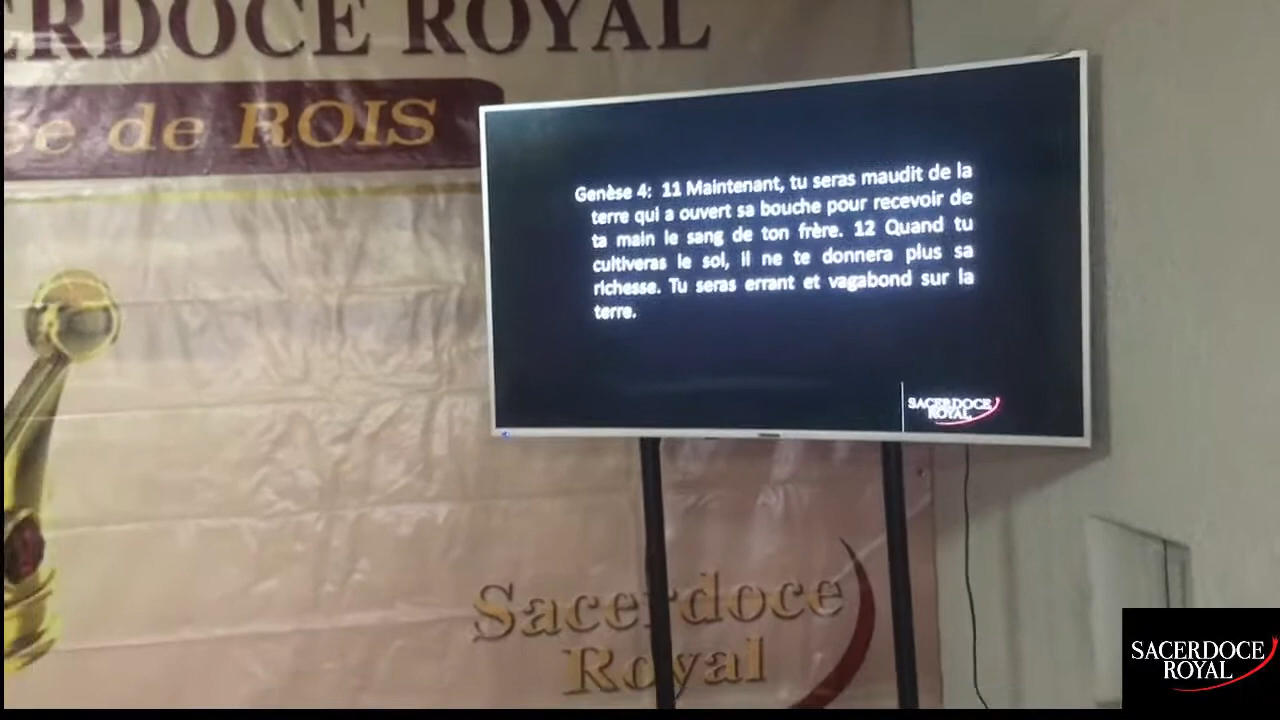 ERDOCE ROYAL
ée de ROIS
Genèse 4: 11 Maintenant, tu seras maudit de la
terre qui a ouvert sa bouche pour recevoir de
ta main le sang de ton frère. 12 Quand tu
cultiveras le sol, il ne te donnera plus sa
richesse. Tu seras errant et vagabond sur la
terre.
SACERDOCE
ROYAL
Sacerdoce
Royal
SACERDOCE
ROYAL